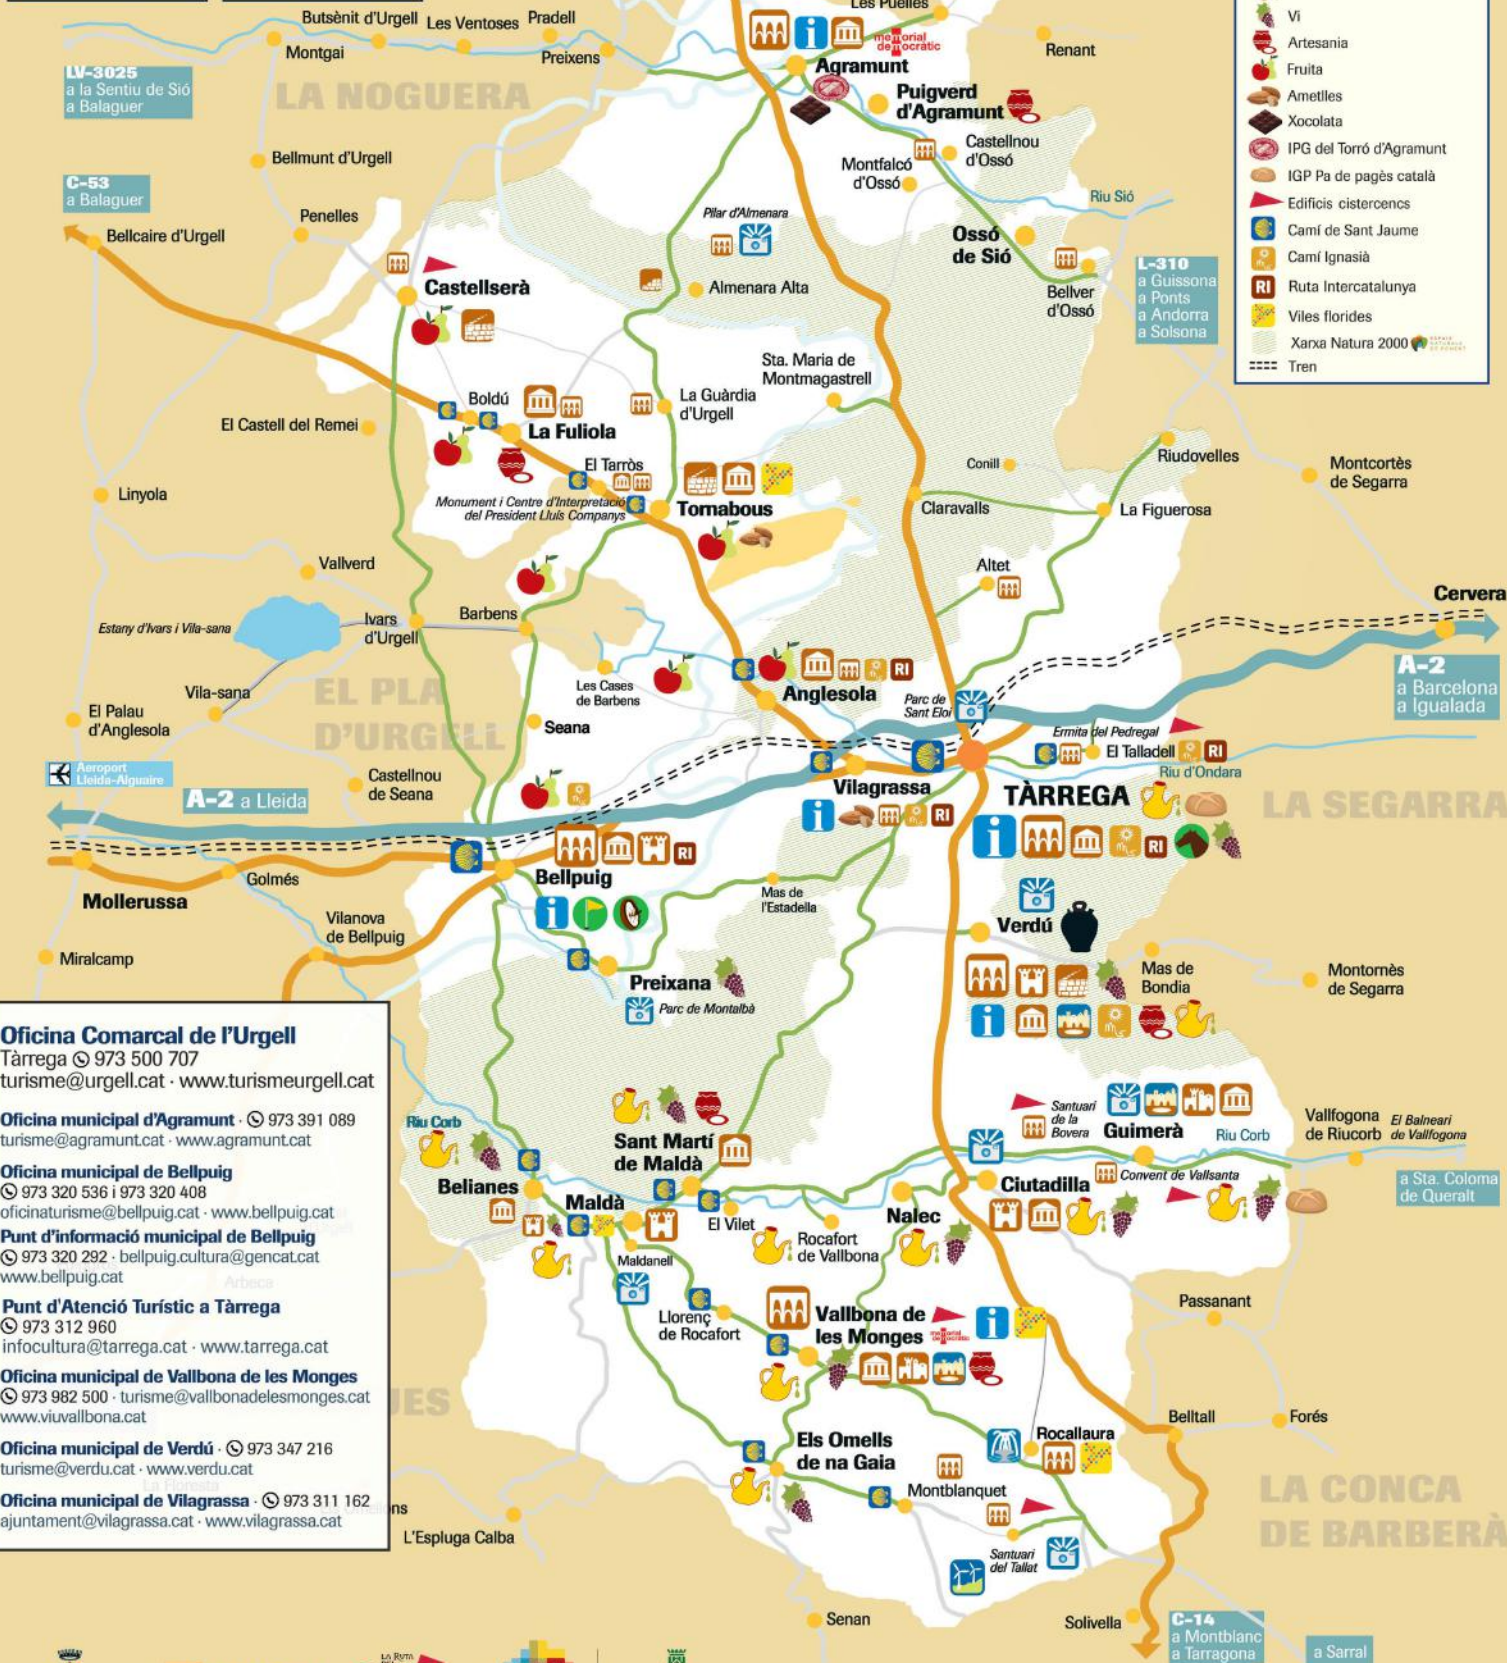 Les Puelles
Butsènit d'Urgell
Les Ventoses
Pradell
Montgai
Preixens
Renant
LV-3025
a la Sentiu de Sió
a Balaguer
LA NOGUERA
memorial
democràtic
Agramunt
Puigverd
d'Agramunt
Castellnou
d'Ossó
Montfalcó
d'Ossó
Riu Sió
Bellmunt d'Urgell
C-53
a Balaguer
Penelles
Bellcaire d'Urgell
Pilar d'Almenara
Ossó
de Sió
Bellver
d'Ossó
L-310
a Guissona
a Ponts
a Andorra
a Solsona
Vi
Artesania
Fruita
Ametlles
Xocolata
IPG del Torró d'Agramunt
IGP Pa de pagès català
Edificis cistercencs
Camí de Sant Jaume
Camí Ignasià
RI
Ruta Intercatalunya
Viles florides
Xarxa Natura 2000
Tren
Castellserà
Almenara Alta
Sta. Maria de
Montmagastrell
Boldú
La Fuliola
La Guàrdia
d'Urgell
El Castell del Remei
El Tarròs
Monument i Centre d'Interpretació
del President Lluís Companys
Tornabous
Conill
Riudovelles
Montcortès
de Segarra
Claravalls
La Figuerosa
Linyola
Vallverd
Altet
Cervera
Estany d'Ivars i Vila-sana
Ivars
d'Urgell
Barbens
Vila-sana
El Palau
d'Anglesola
EL PLA
D'URGELL
Les Cases
de Barbens
Seana
RI
Anglesola
Parc de
Sant Eloi
A-2
a Barcelona
a Igualada
Ermita del Pedregal
El Talladell
RI
Riu d'Ondara
Aeroport
Lleida-Alguaire
Castellnou
de Seana
A-2 a Lleida
Vilagrassa
RI
TÀRREGA
RI
LA SEGARRA
Mollerussa
Golmés
Bellpuig
RI
Mas de
l'Estadella
Vilanova
de Bellpuig
Miralcamp
Verdú
Preixana
Parc de Montalbà
Mas de
Bondia
Montornès
de Segarra
Oficina Comarcal de l'Urgell
Tàrrega 973 500 707
turisme@urgell.cat · www.turismeurgell.cat
Oficina municipal d'Agramunt · 973 391 089
turisme@agramunt.cat · www.agramunt.cat
Oficina municipal de Bellpuig
973 320 536 i 973 320 408
oficinaturisme@bellpuig.cat · www.bellpuig.cat
Punt d'informació municipal de Bellpuig
973 320 292 · bellpuig.cultura@gencat.cat
www.bellpuig.cat
Arbeca
Punt d'Atenció Turístic a Tàrrega
973 312 960
infocultura@tarrega.cat · www.tarrega.cat
Oficina municipal de Vallbona de les Monges
973 982 500 · turisme@vallbonadelesmonges.cat
www.viuvallbona.cat
Oficina municipal de Verdú · 973 347 216
turisme@verdu.cat · www.verdu.cat
La Floresta
Oficina municipal de Vilagrassa · 973 311 162
ajuntament@vilagrassa.cat · www.vilagrassa.cat
Riu Corb
Sant Martí
de Maldà
Belianes
Maldà
El Vilet
Maldanell
Rocafort
de Vallbona
Nalec
Santuari
de la
Bovera
Guimerà
Riu Corb
Vallfogona
de Riucorb
El Balneari
de Vallfogona
Convent de Vallsanta
Ciutadilla
a Sta. Coloma
de Queralt
Llorenç
de Rocafort
Vallbona de
les Monges
memorial
democràtic
Passanant
Belltall
Forés
Els Omells
de na Gaia
Rocallaura
Montblanquet
Santuari
del Tallat
LA CONCA
DE BARBERÀ
L'Espluga Calba
Senan
Solivella
C-14
a Montblanc
a Tarragona
a Sarral
LA RUTA